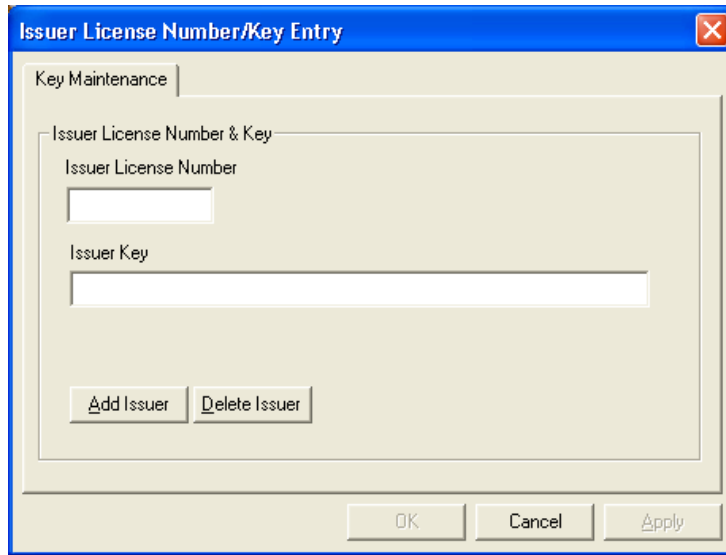 Issuer License Number/Key Entry
Key Maintenance
Issuer License Number & Key
Issuer License Number
Issuer Key
Add Issuer
Delete Issuer
OK
Cancel
Apply